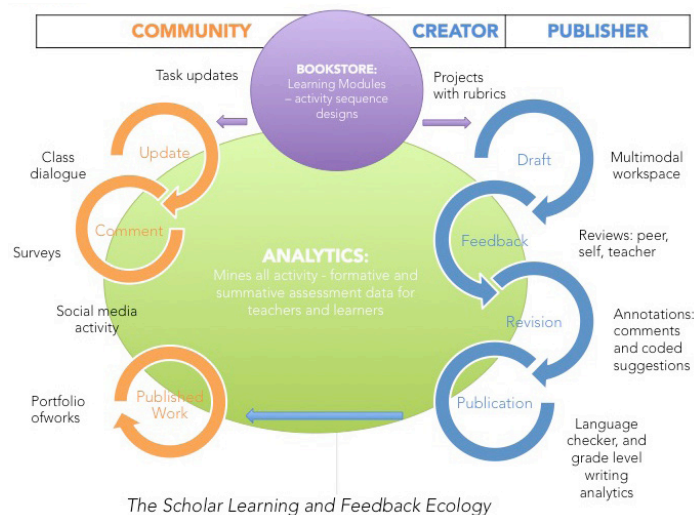 COMMUNITY
CREATOR
PUBLISHER
BOOKSTORE:
Learning Modules
– activity sequence
designs
Task updates
Projects
with rubrics
Update
Draft
Class
dialogue
Multimodal
workspace
Comment
Feedback
Surveys
Reviews: peer,
self, teacher
ANALYTICS:
Mines all activity - formative and
summative assessment data for
teachers and learners
Social media
activity
Revision
Annotations:
comments
and coded
suggestions
Portfolio
ofworks
Published
Work
Publication
Language
checker, and
grade level
writing
analytics
The Scholar Learning and Feedback Ecology